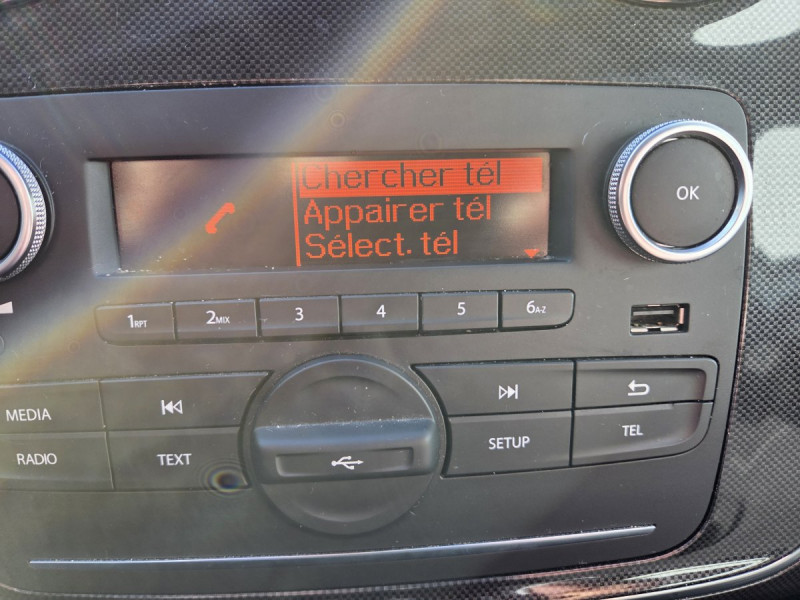 Chercher tél
Appairer tél
Sélect. tél
OK
1RPT 2MIX 3 4 5 6A-Z
MEDIA
RADIO TEXT SETUP TEL